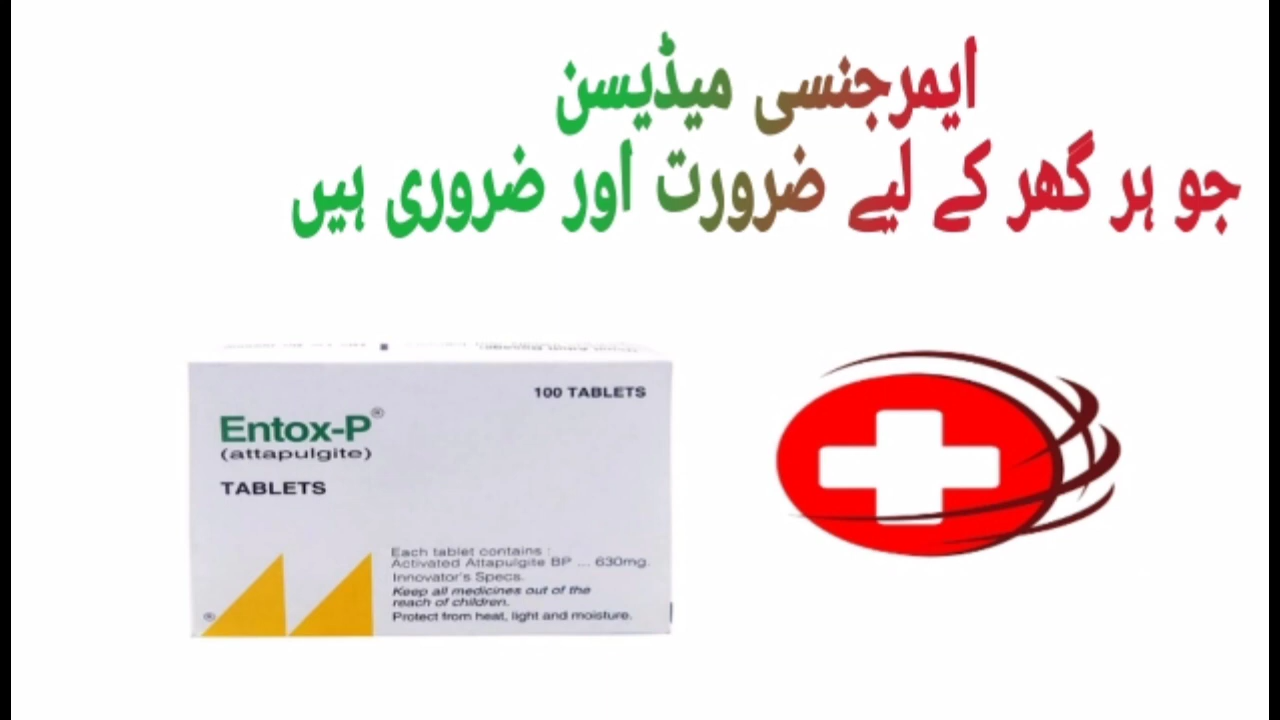 ایمرجنسی میڈیسن
جو ہر گھر کے لیے ضرورت اور ضروری ہیں
100 TABLETS
Entox-P®
(attapulgite)
TABLETS
Each tablet contains :
Activated Attapulgite BP ... 630mg.
Innovator's Specs.
Keep all medicines out of the
reach of children.
Protect from heat, light and moisture.
®